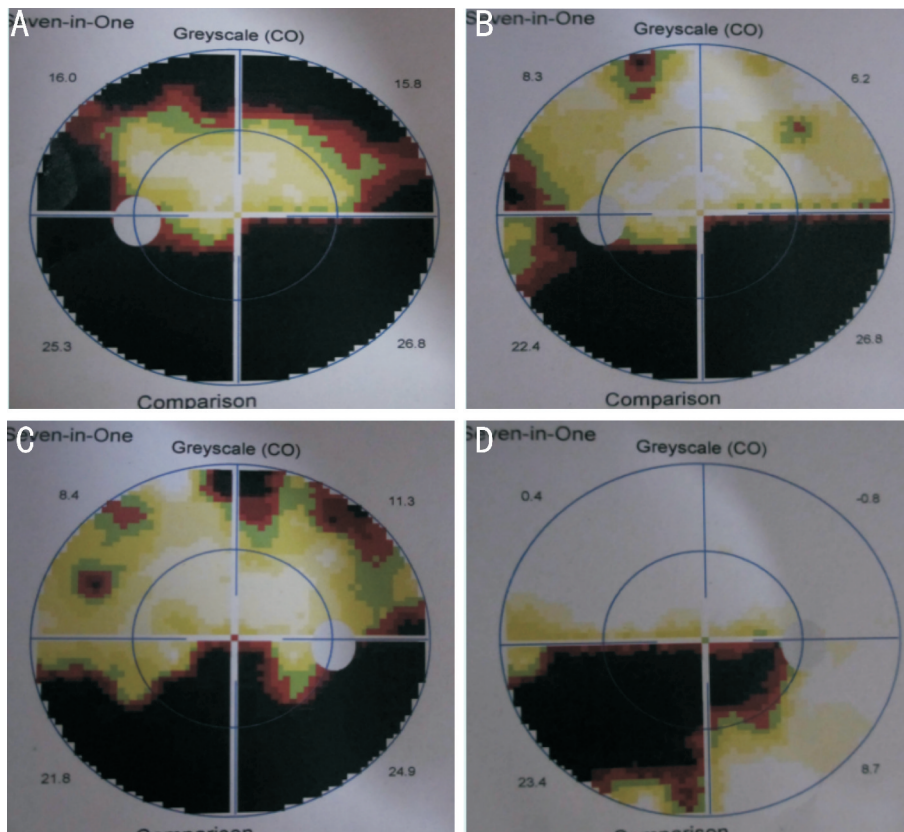 A
Seven-in-One
Greyscale (CO)
16.0
15.8
25.3
26.8
Comparison
B
Seven-in-One
Greyscale (CO)
8.3
6.2
22.4
26.8
Comparison
C
Seven-in-One
Greyscale (CO)
8.4
11.3
21.8
24.9
Comparison
D
Seven-in-One
Greyscale (CO)
0.4
-0.8
23.4
8.7
Comparison